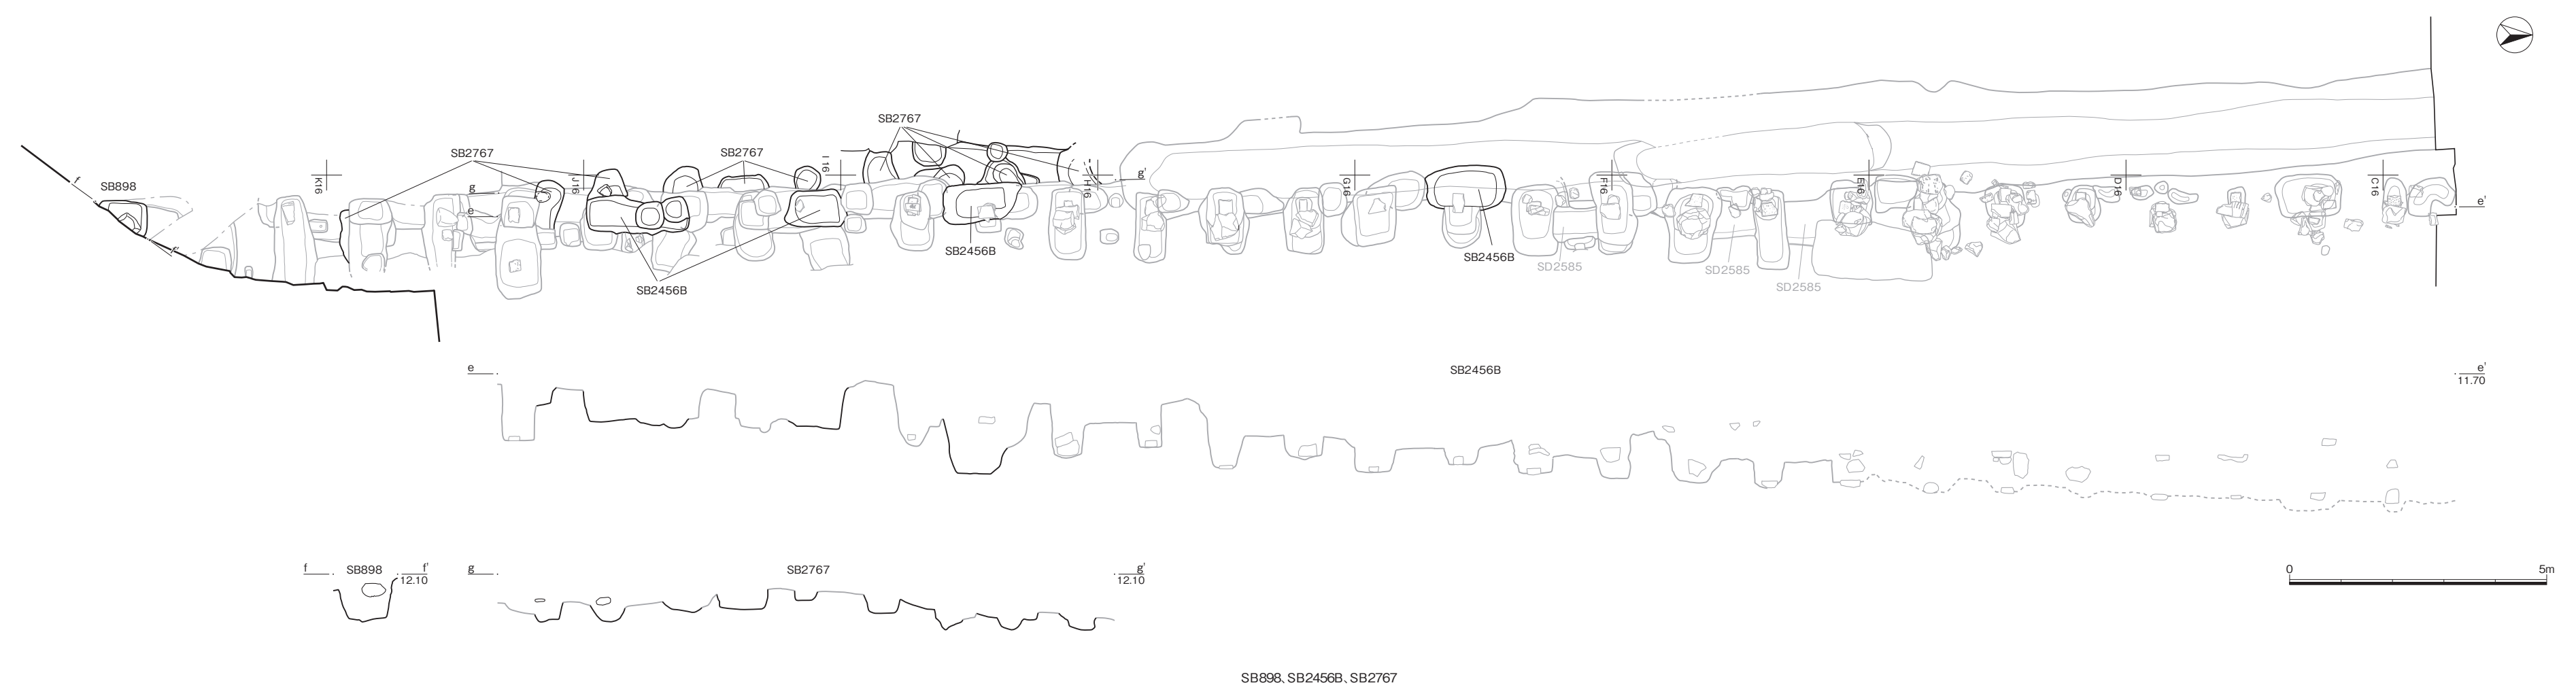 SB2767
SB2767
SB2767
f
SB898
K16
g
e
J16
I 16
H16
g'
G16
F16
E16
D16
C16
e'
f'
SB2456B
SB2456B
SB2456B
SD2585
SD2585
SD2585
e
SB2456B
e'
11.70
f
SB898
f'
12.10
g
SB2767
g'
12.10
0
5m
SB898、SB2456B、SB2767